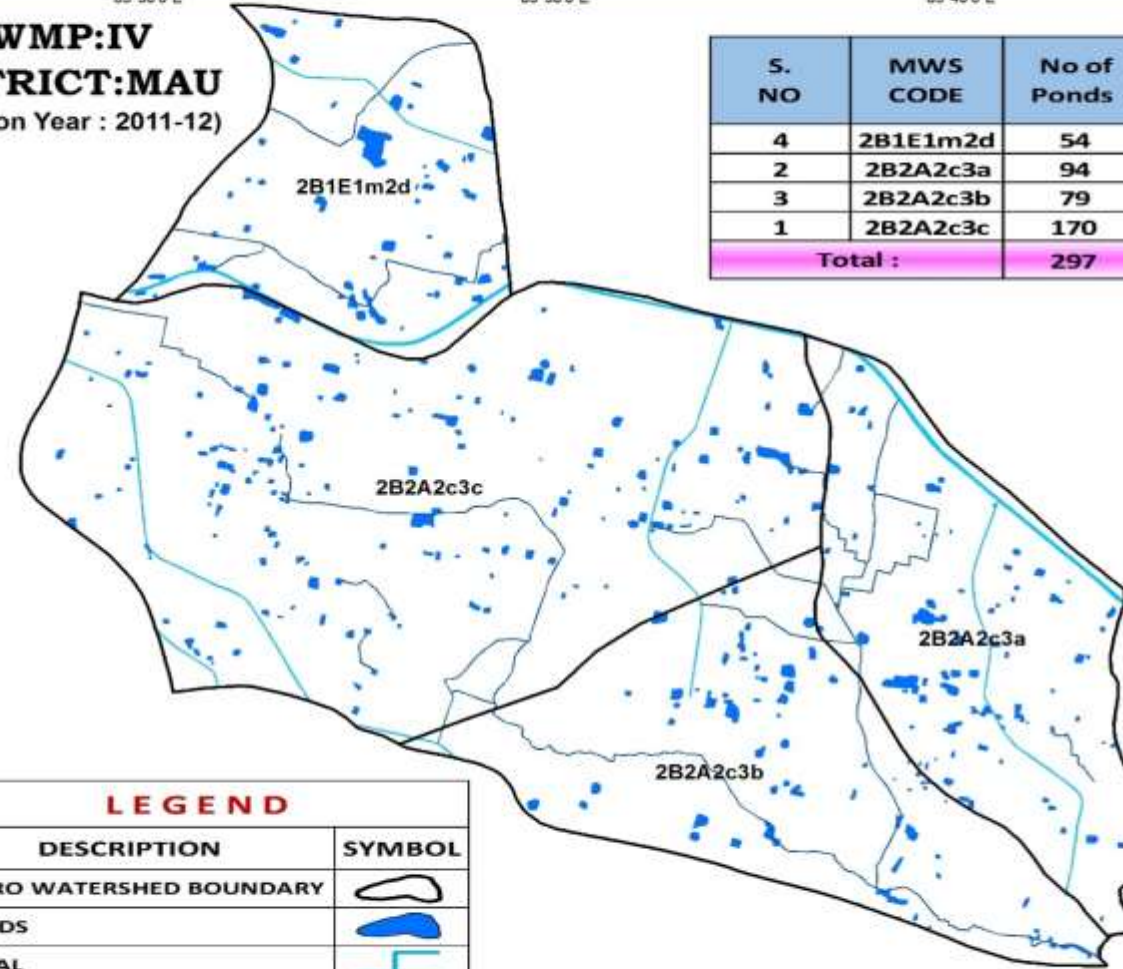 WMP:IV
TRICT:MAU
on Year : 2011-12)
S. NO MWS CODE No of Ponds
4 2B1E1m2d 54
2 2B2A2c3a 94
3 2B2A2c3b 79
1 2B2A2c3c 170
Total : 297
2B1E1m2d
2B2A2c3c
2B2A2c3a
2B2A2c3b
LEGEND
DESCRIPTION SYMBOL
RO WATERSHED BOUNDARY
DS
AL